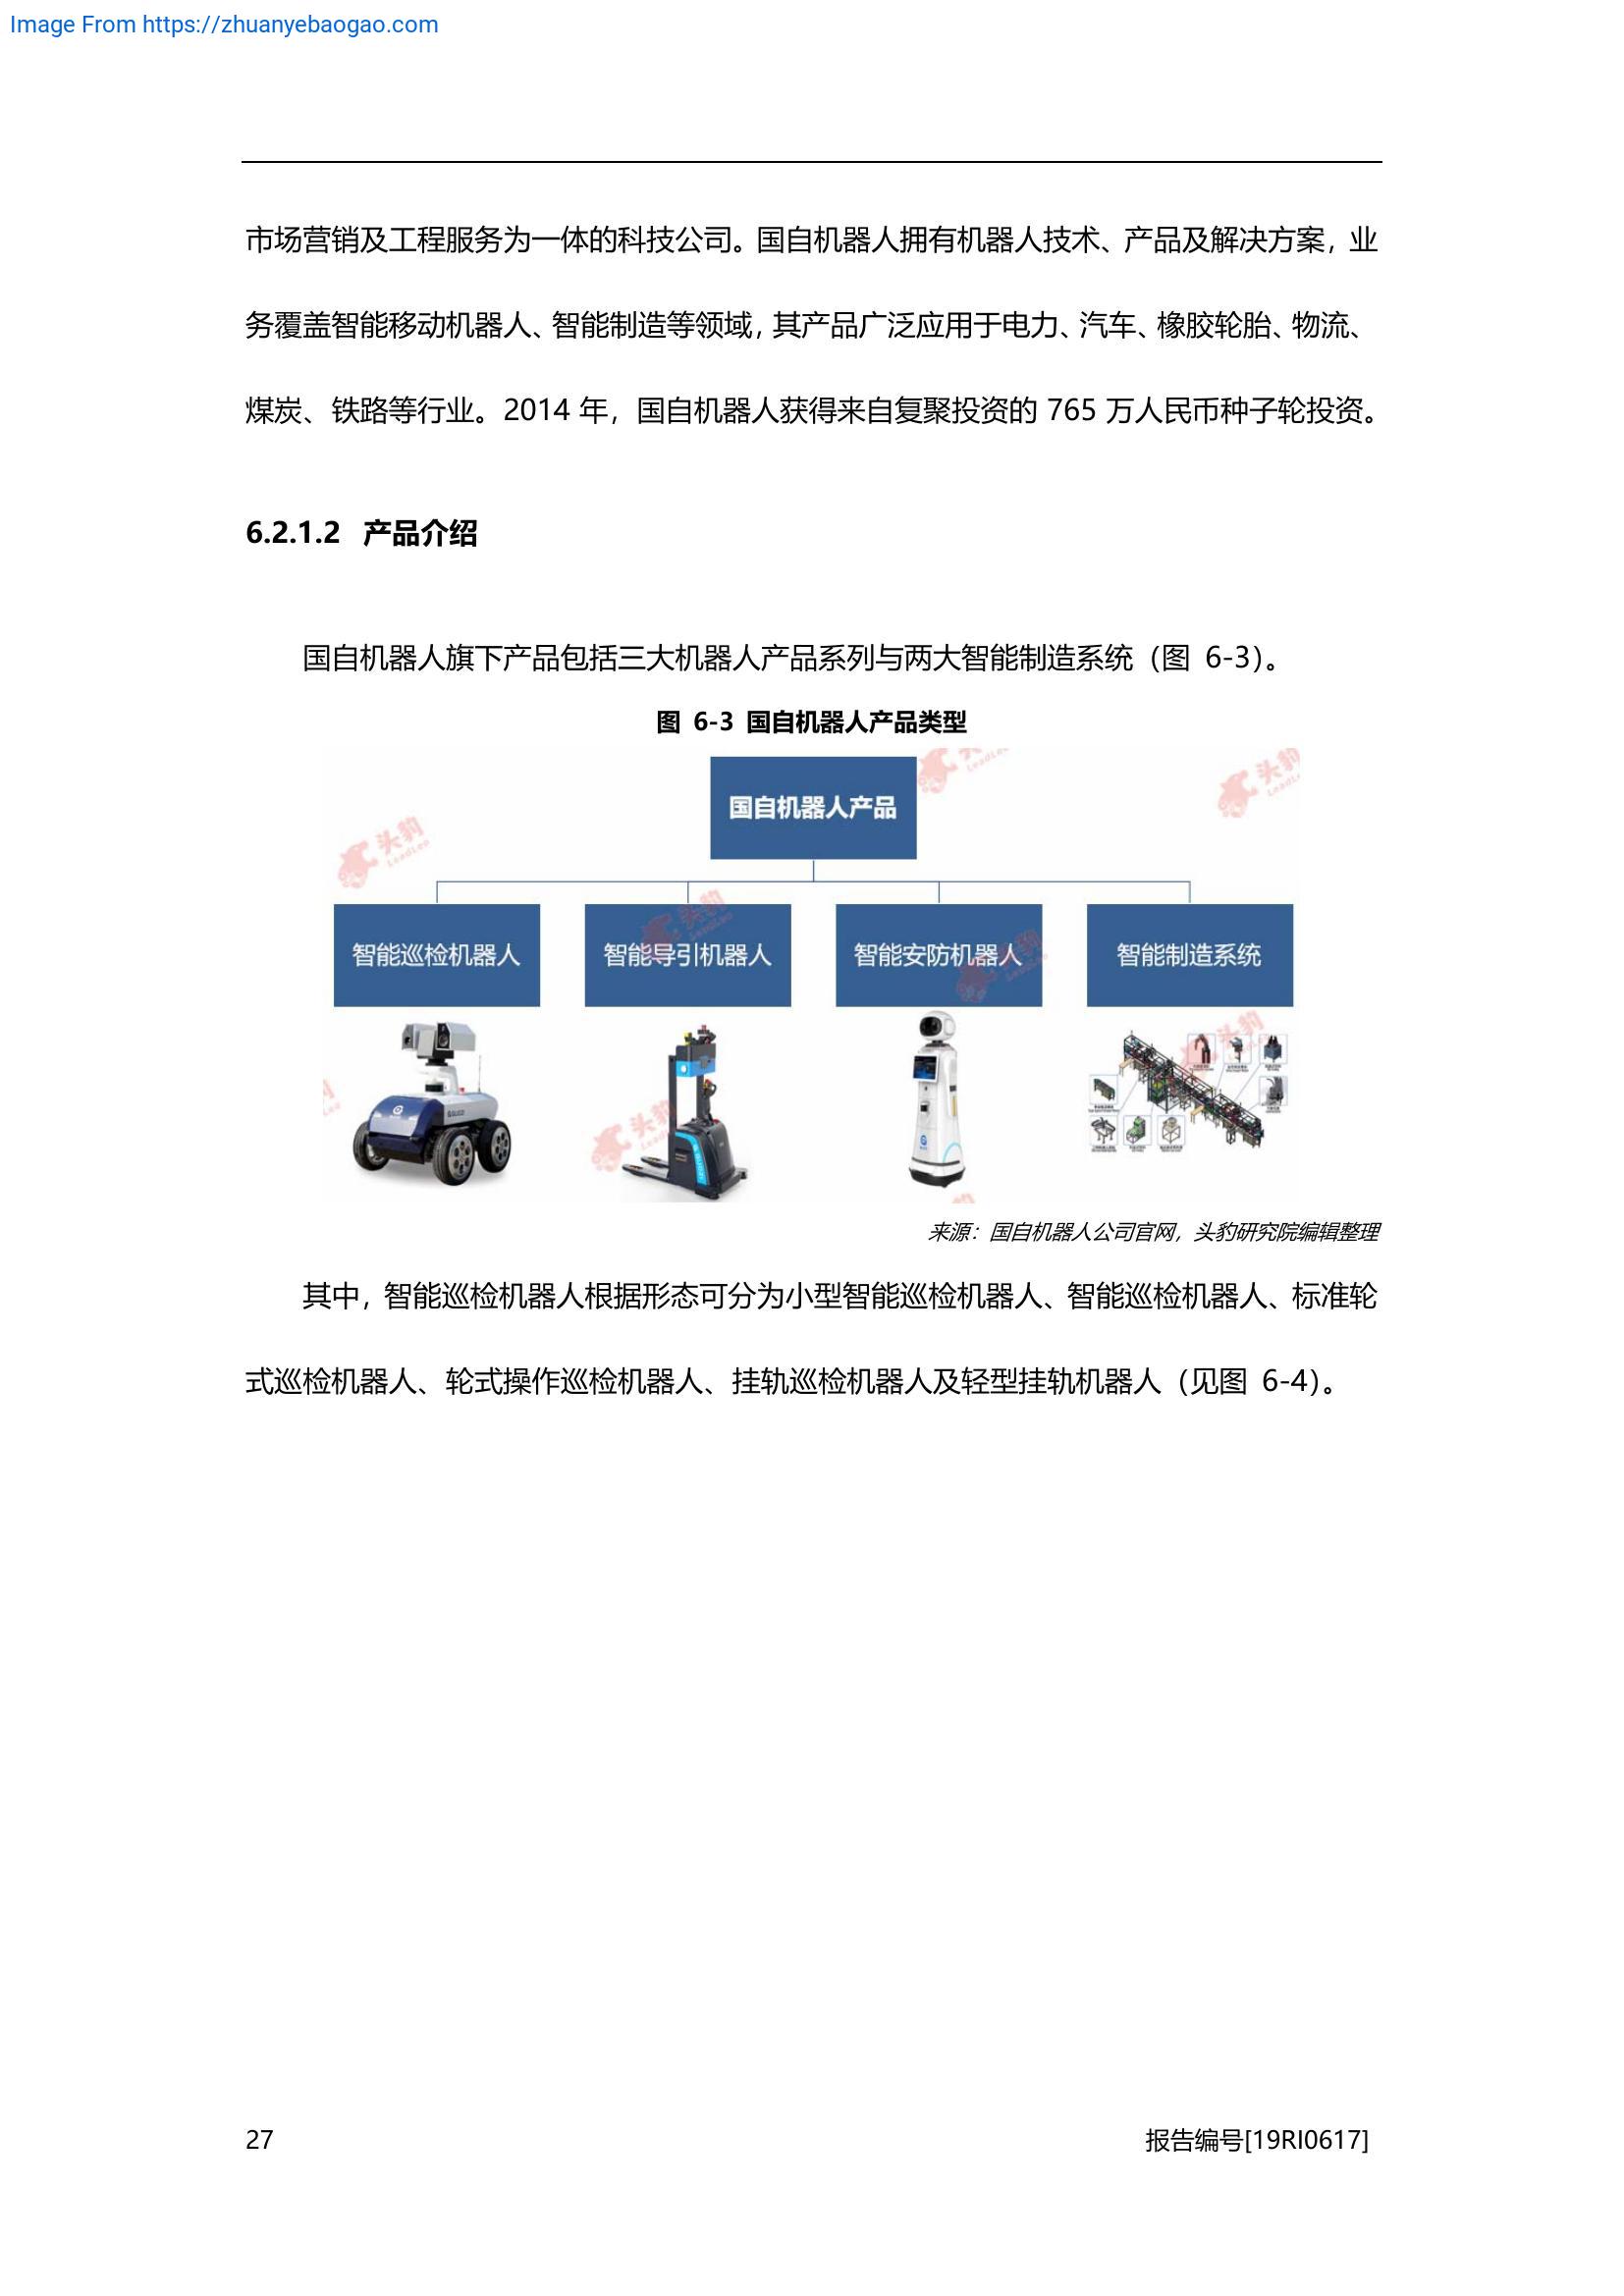 Image From https://zhuanyebaogao.com
市场营销及工程服务为一体的科技公司。国自机器人拥有机器人技术、产品及解决方案，业
务覆盖智能移动机器人、智能制造等领域，其产品广泛应用于电力、汽车、橡胶轮胎、物流、
煤炭、铁路等行业。2014 年，国自机器人获得来自复聚投资的 765 万人民币种子轮投资。
6.2.1.2 产品介绍
国自机器人旗下产品包括三大机器人产品系列与两大智能制造系统（图 6-3）。
图 6-3 国自机器人产品类型
国自机器人产品
智能巡检机器人
智能导引机器人
智能安防机器人
智能制造系统
头豹
LeadLeo
来源：国自机器人公司官网，头豹研究院编辑整理
其中，智能巡检机器人根据形态可分为小型智能巡检机器人、智能巡检机器人、标准轮
式巡检机器人、轮式操作巡检机器人、挂轨巡检机器人及轻型挂轨机器人（见图 6-4）。
27
报告编号[19RI0617]